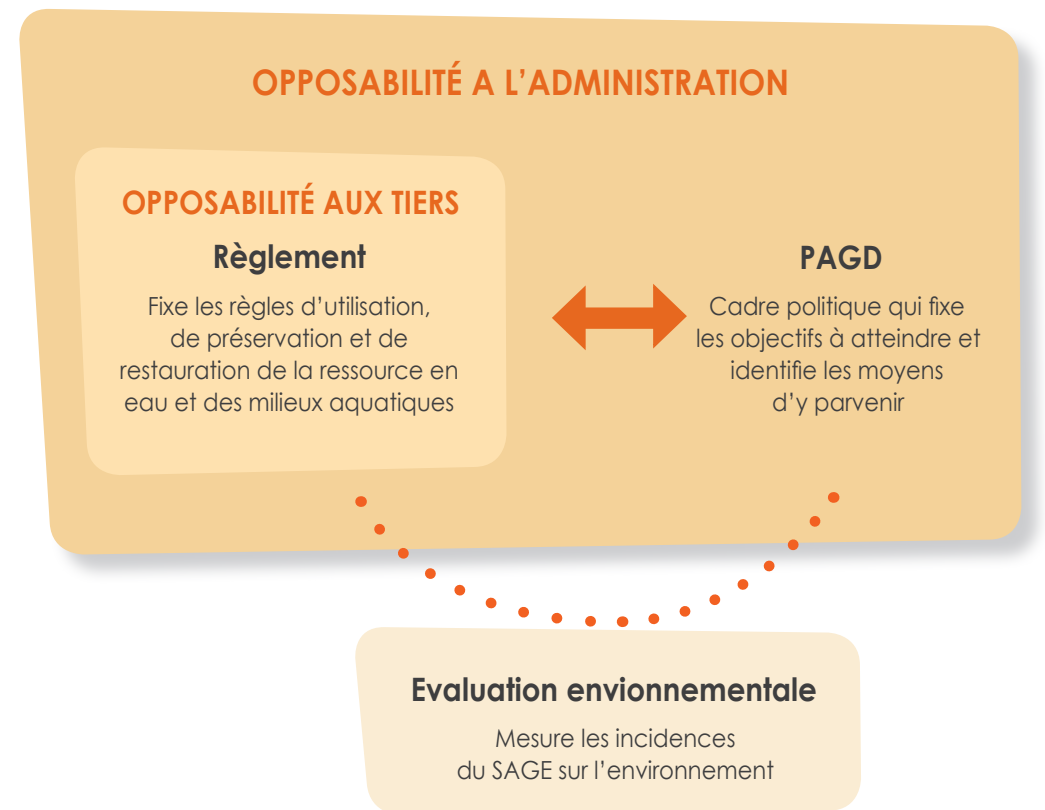 OPPOSABILITÉ A L'ADMINISTRATION
OPPOSABILITÉ AUX TIERS
Règlement
Fixe les règles d'utilisation,
de préservation et de
restauration de la ressource en
eau et des milieux aquatiques
PAGD
Cadre politique qui fixe
les objectifs à atteindre et
identifie les moyens
d'y parvenir
Evaluation envionnementale
Mesure les incidences
du SAGE sur l'environnement